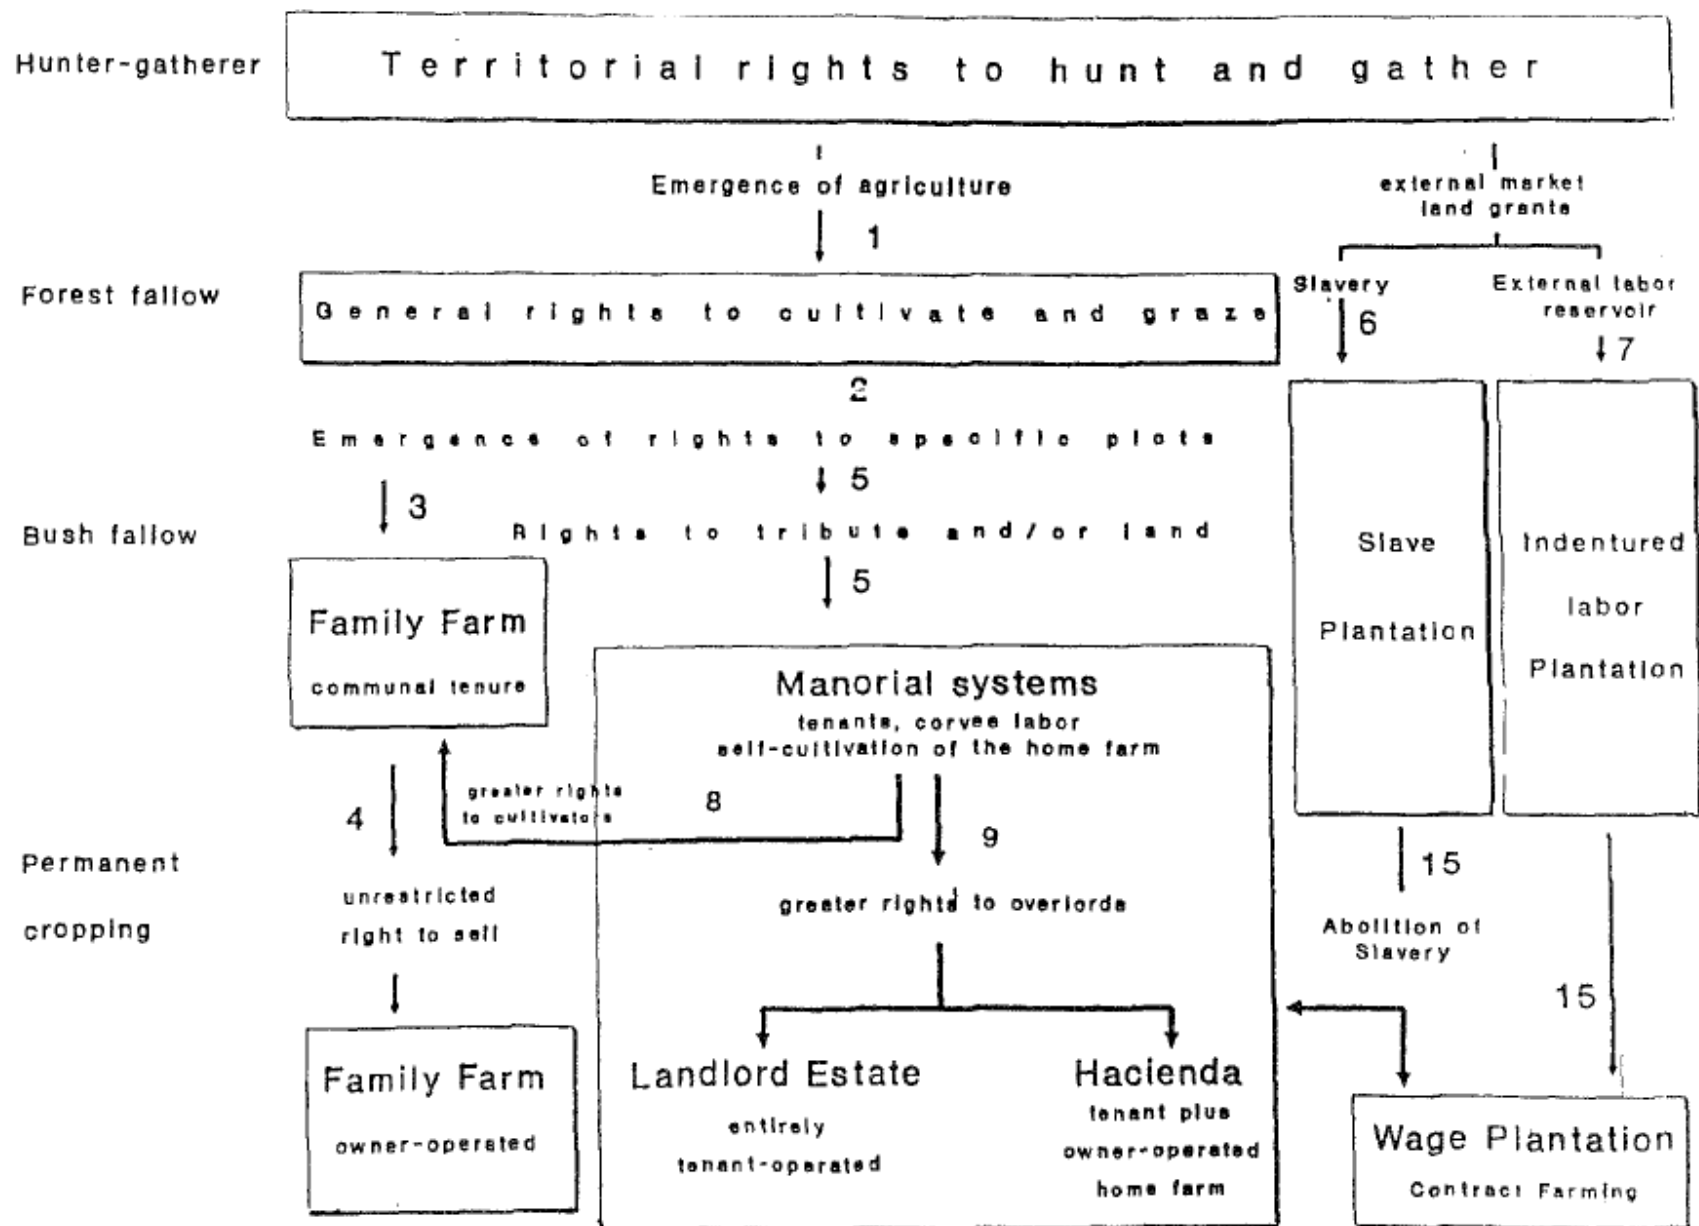 Hunter-gatherer
Territorial rights to hunt and gather
Emergence of agriculture
1
external market
land grants
Forest fallow
General rights to cultivate and graze
Slavery
6
External labor
reservoir
7
2
Emergence of rights to specific plots
3
5
Bush fallow
Rights to tribute and/or land
5
Slave
Plantation
Indentured
labor
Plantation
Family Farm
communal tenure
Manorial systems
tenants, corvee labor
self-cultivation of the home farm
4
greater rights
to cultivators
8
9
15
Permanent
cropping
unrestricted
right to sell
greater rights to overlords
Abolition of
Slavery
15
Family Farm
owner-operated
Landlord Estate
entirely
tenant-operated
Hacienda
tenant plus
owner-operated
home farm
Wage Plantation
Contract Farming